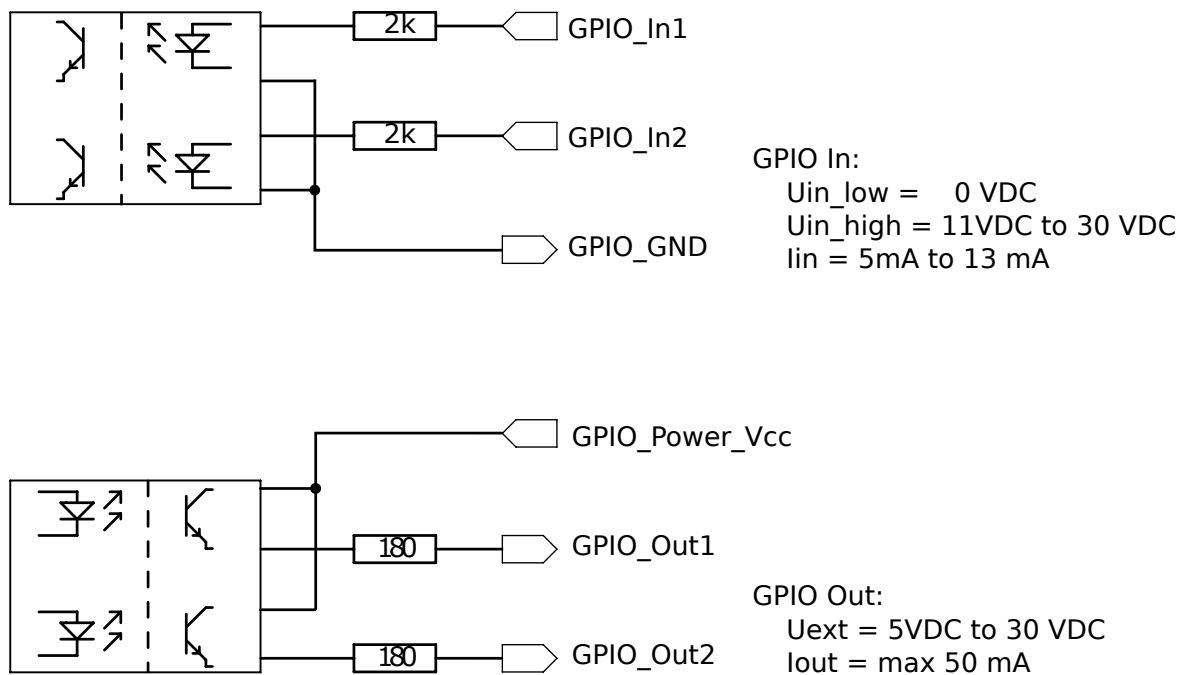 2k
GPIO_In1
2k
GPIO_In2
GPIO In:
Uin_low = 0 VDC
Uin_high = 11VDC to 30 VDC
Iin = 5mA to 13 mA
GPIO_GND
GPIO_Power_Vcc
180
GPIO_Out1
GPIO Out:
Uext = 5VDC to 30 VDC
Iout = max 50 mA
180
GPIO_Out2